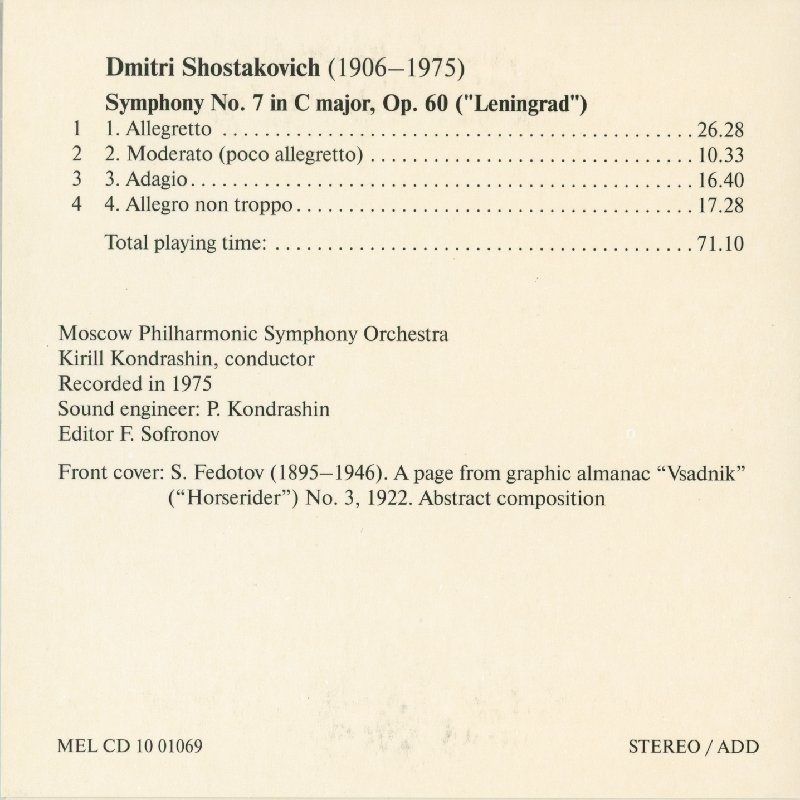 Dmitri Shostakovich (1906–1975)
Symphony No. 7 in C major, Op. 60 ("Leningrad")
1 1. Allegretto ........................................ 26.28
2 2. Moderato (poco allegretto) ........................... 10.33
3 3. Adagio.......................................... 16.40
4 4. Allegro non troppo................................. 17.28
Total playing time: ................................... 71.10
Moscow Philharmonic Symphony Orchestra
Kirill Kondrashin, conductor
Recorded in 1975
Sound engineer: P. Kondrashin
Editor F. Sofronov
Front cover: S. Fedotov (1895–1946). A page from graphic almanac “Vsadnik”
(“Horserider”) No. 3, 1922. Abstract composition
MEL CD 10 01069 STEREO / ADD